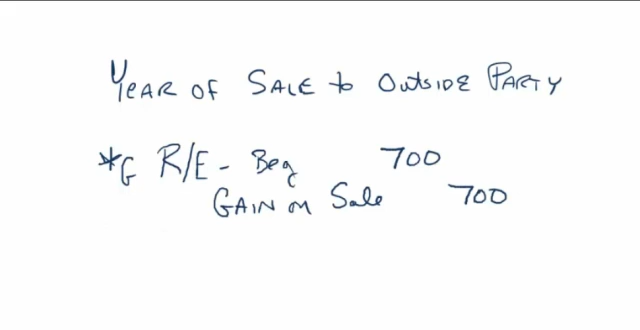 YEAR OF SALE to OUTSIDE PARTY
*G R/E - Beg 700
GAIN on Sale 700